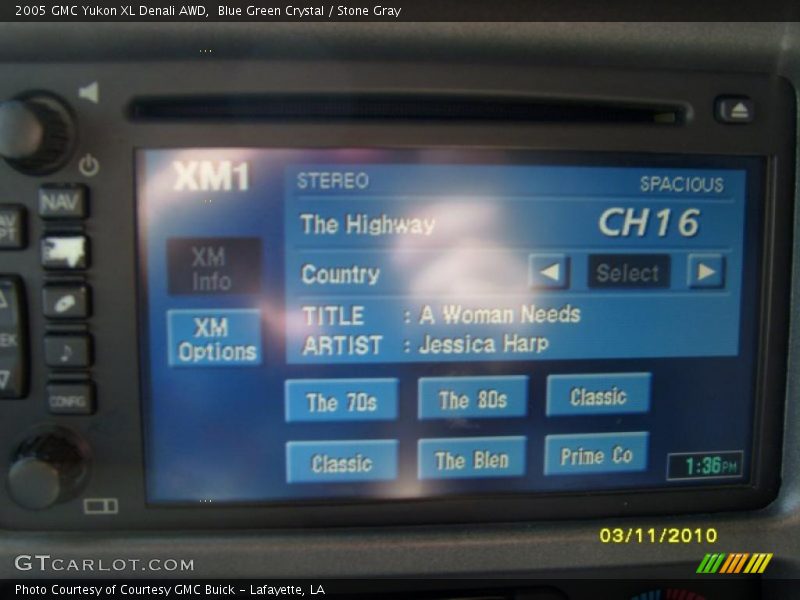 2005 GMC Yukon XL Denali AWD,  Blue Green Crystal / Stone Gray
XM1
STEREO
SPACIOUS
The Highway
CH16
NAV
XM
Info
Country
Select
TITLE : A Woman Needs
ARTIST : Jessica Harp
XM
Options
CONFIG
The 70s
The 80s
Classic
Classic
The Blen
Prime Co
1:36PM
03/11/2010
GTCARLOT.COM
Photo Courtesy of Courtesy GMC Buick - Lafayette, LA